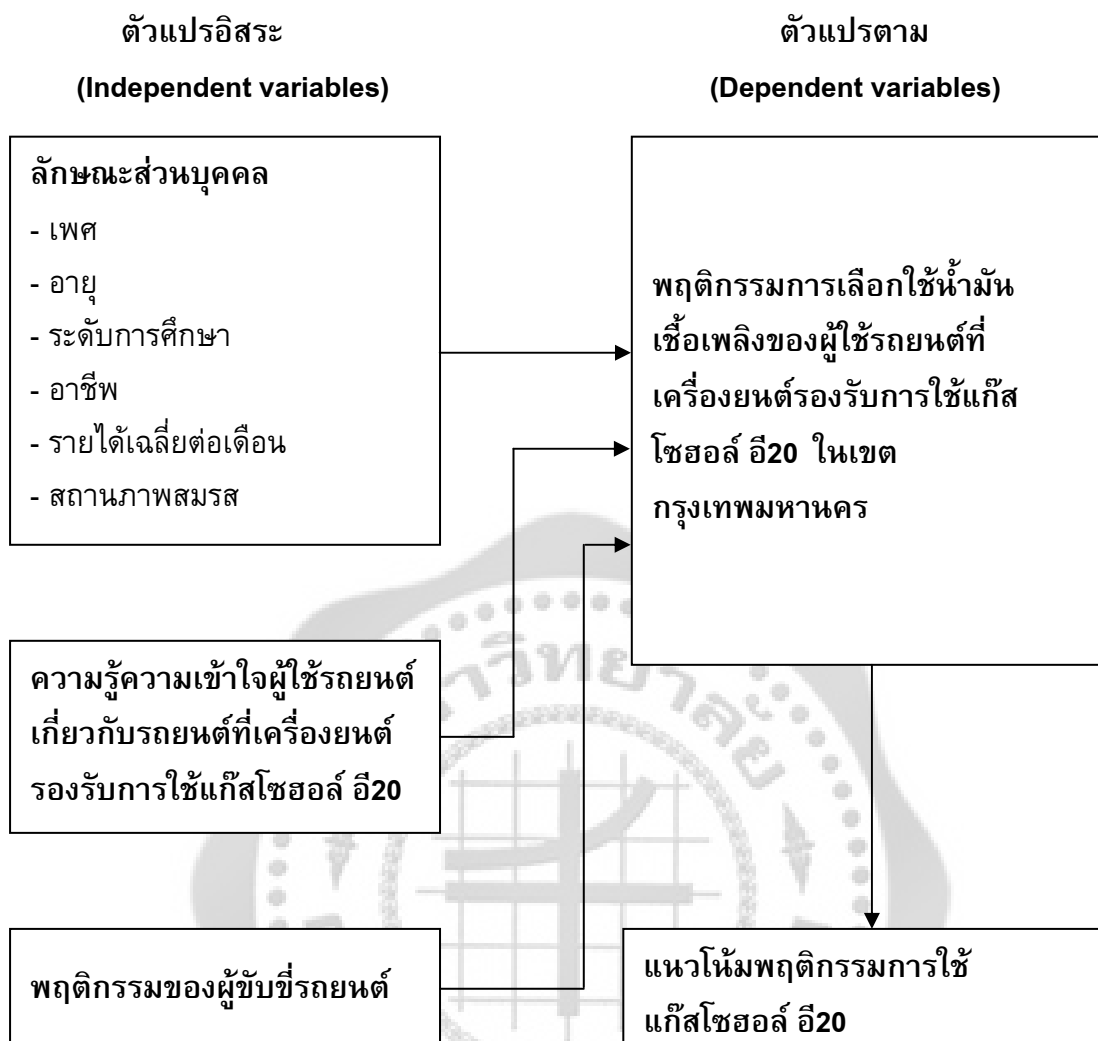 ตัวแปรอิสระ
(Independent variables)
ตัวแปรตาม
(Dependent variables)
ลักษณะส่วนบุคคล
- เพศ
- อายุ
- ระดับการศึกษา
- อาชีพ
- รายได้เฉลี่ยต่อเดือน
- สถานภาพสมรส
พฤติกรรมการเลือกใช้น้ำมัน
เชื้อเพลิงของผู้ใช้รถยนต์ที่
เครื่องยนต์รองรับการใช้แก๊ส
โซฮอล์ อี20 ในเขต
กรุงเทพมหานคร
ความรู้ความเข้าใจผู้ใช้รถยนต์
เกี่ยวกับรถยนต์ที่เครื่องยนต์
รองรับการใช้แก๊สโซฮอล์ อี20
พฤติกรรมของผู้ขับขี่รถยนต์
แนวโน้มพฤติกรรมการใช้
แก๊สโซฮอล์ อี20